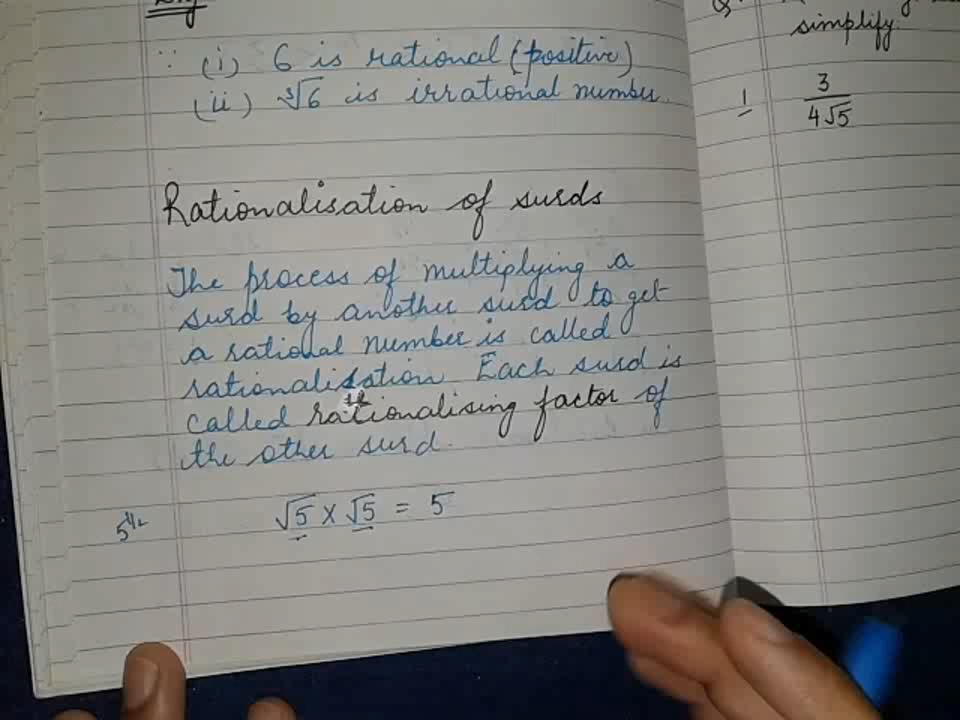 ∵ (i) 6 is rational (positive)
(ii) ∛6 is irrational number.
Rationalisation of surds
The process of multiplying a
surd by another surd to get
a rational number is called
rationalisation. Each surd is
called the rationalising factor of
the other surd.
5^1/2 √5 × √5 = 5
simplify.
1 3/4√5